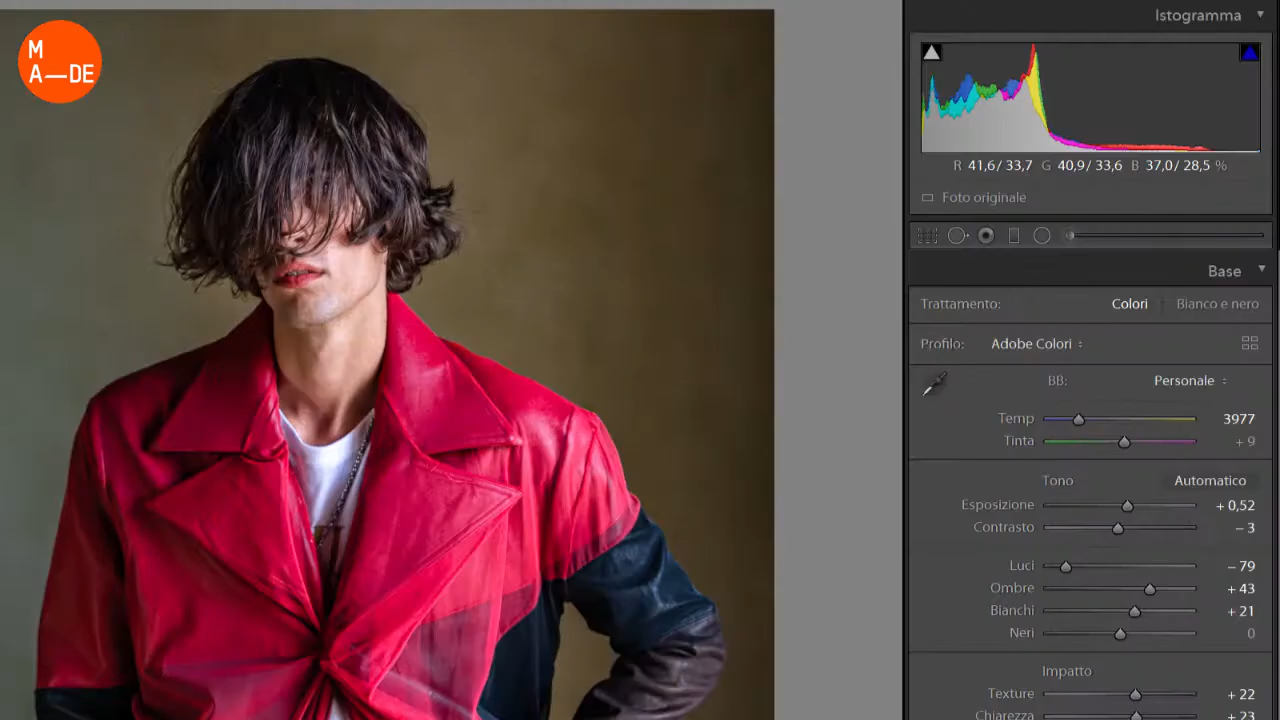 M
A—DE
Istogramma
R 41,6/ 33,7 G 40,9/ 33,6 B 37,0/ 28,5 %
Foto originale
Base
Trattamento: Colori Bianco e nero
Profilo: Adobe Colori
BB: Personale
Temp 3977
Tinta + 9
Tono Automatico
Esposizione + 0,52
Contrasto – 3
Luci – 79
Ombre + 43
Bianchi + 21
Neri 0
Impatto
Texture + 22
Chiarezza + 23